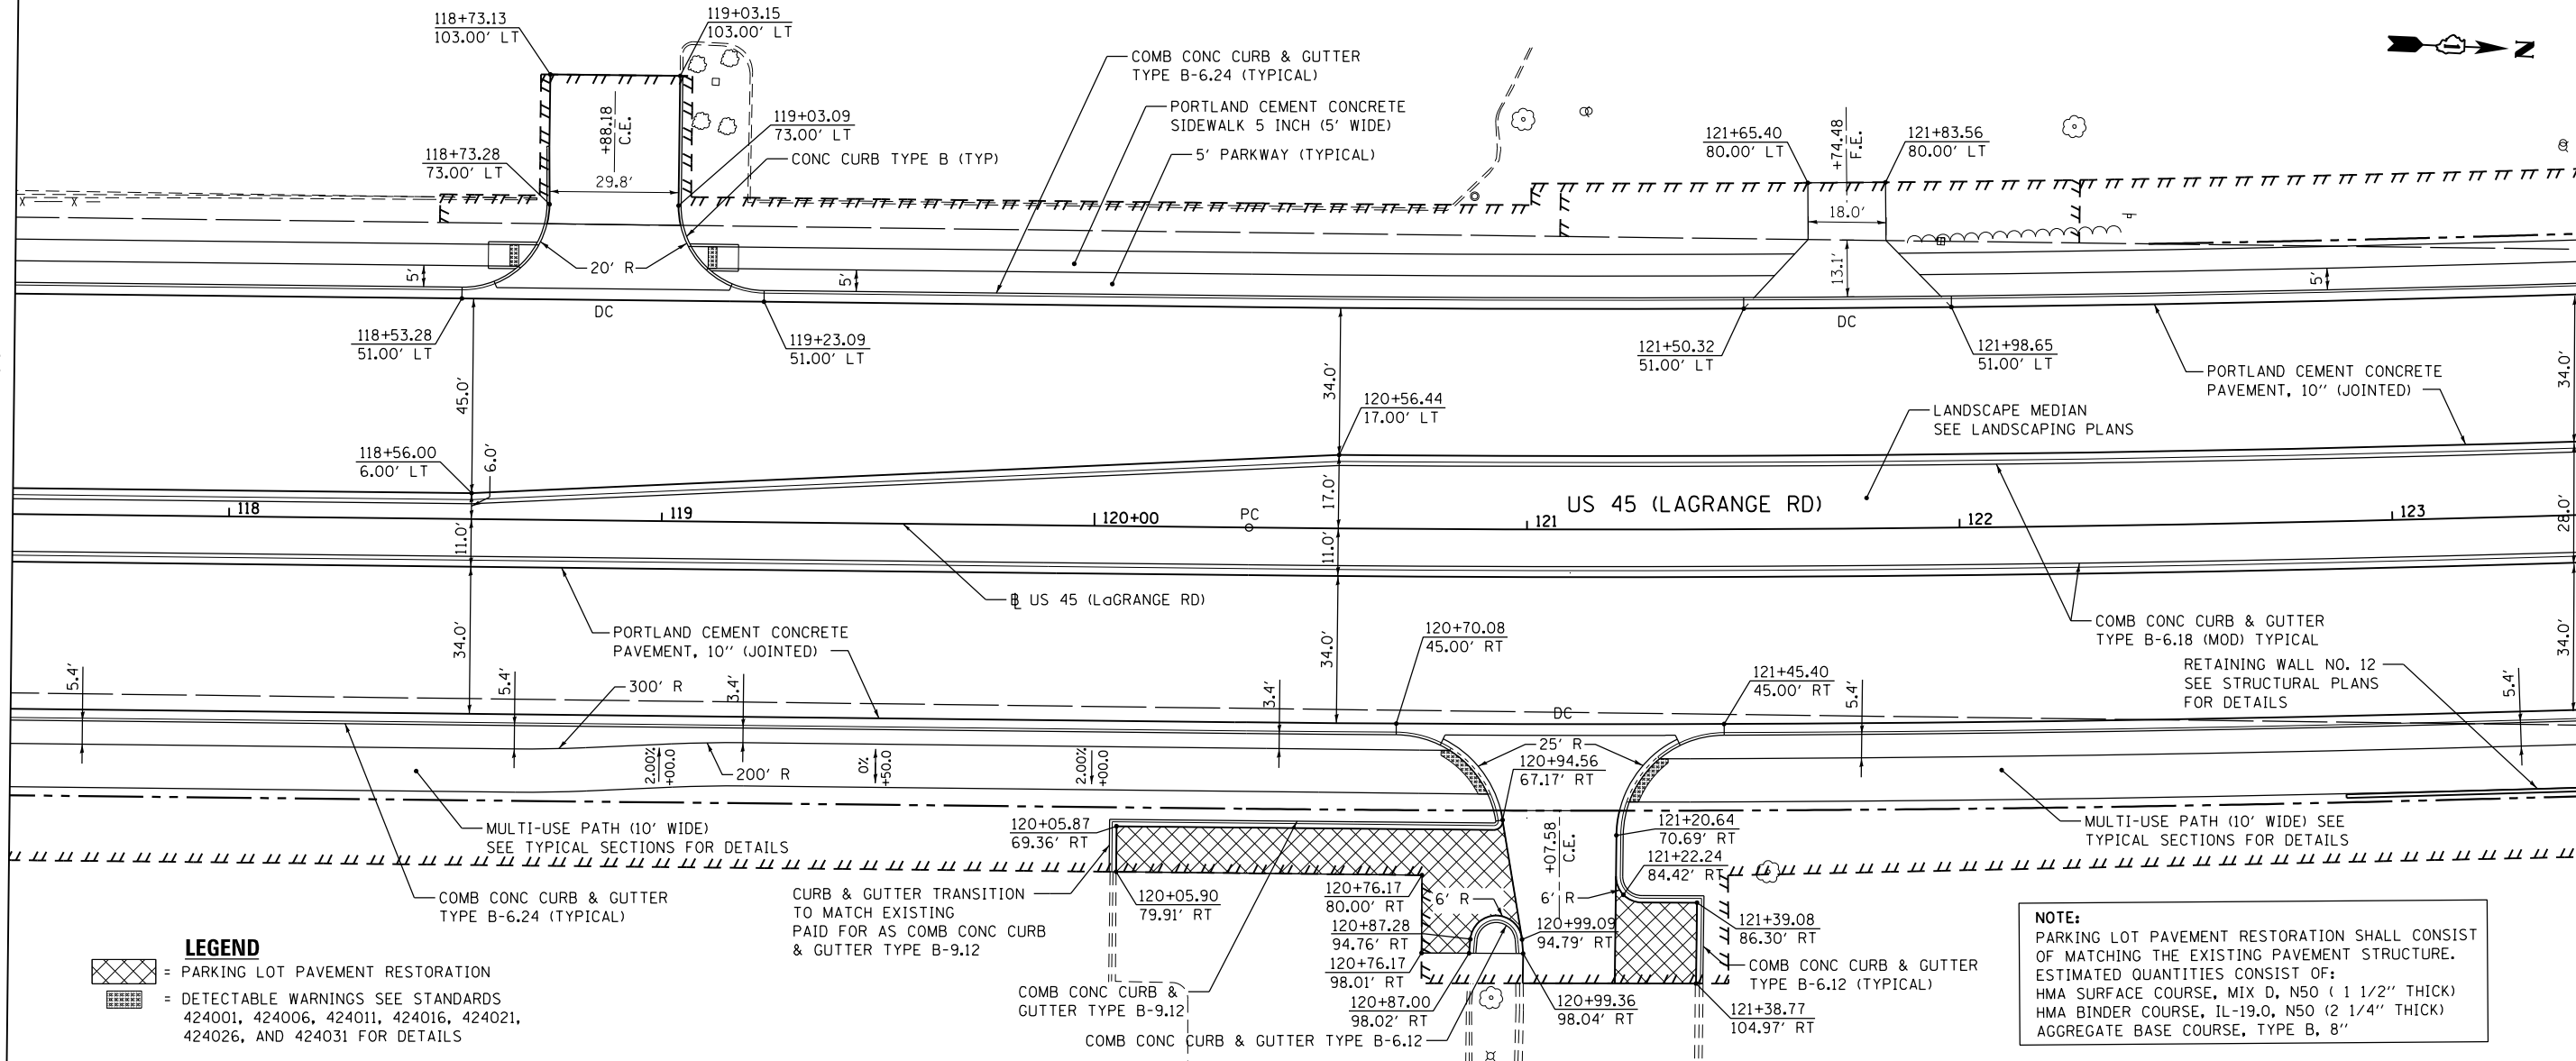 118+73.13
103.00' LT
119+03.15
103.00' LT
COMB CONC CURB & GUTTER
TYPE B-6.24 (TYPICAL)
PORTLAND CEMENT CONCRETE
SIDEWALK 5 INCH (5' WIDE)
5' PARKWAY (TYPICAL)
119+03.09
73.00' LT
CONC CURB TYPE B (TYP)
118+73.28
73.00' LT
+88.18
C.E.
29.8'
20' R
5'
5'
DC
118+53.28
51.00' LT
119+23.09
51.00' LT
121+65.40
80.00' LT
+74.48
F.E.
121+83.56
80.00' LT
18.0'
13.1'
5'
DC
N
121+50.32
51.00' LT
121+98.65
51.00' LT
PORTLAND CEMENT CONCRETE
PAVEMENT, 10" (JOINTED)
34.0'
45.0'
34.0'
120+56.44
17.00' LT
LANDSCAPE MEDIAN
SEE LANDSCAPING PLANS
118+56.00
6.00' LT
6.0'
17.0'
US 45 (LAGRANGE RD)
118
119
120+00
PC
121
122
123
28.0'
11.0'
11.0'
B US 45 (LaGRANGE RD)
COMB CONC CURB & GUTTER
TYPE B-6.18 (MOD) TYPICAL
PORTLAND CEMENT CONCRETE
PAVEMENT, 10" (JOINTED)
34.0'
34.0'
34.0'
120+70.08
45.00' RT
121+45.40
45.00' RT
RETAINING WALL NO. 12
SEE STRUCTURAL PLANS
FOR DETAILS
5.4'
5.4'
300' R
3.4'
3.4'
DC
5.4'
5.4'
200' R
2.00%
+00.0
0%
+50.0
2.00%
+00.0
25' R
120+94.56
67.17' RT
MULTI-USE PATH (10' WIDE)
SEE TYPICAL SECTIONS FOR DETAILS
120+05.87
69.36' RT
+07.58
C.E.
121+20.64
70.69' RT
MULTI-USE PATH (10' WIDE) SEE
TYPICAL SECTIONS FOR DETAILS
121+22.24
84.42' RT
COMB CONC CURB & GUTTER
TYPE B-6.24 (TYPICAL)
CURB & GUTTER TRANSITION
TO MATCH EXISTING
PAID FOR AS COMB CONC CURB
& GUTTER TYPE B-9.12
120+05.90
79.91' RT
120+76.17
80.00' RT
6' R
6' R
120+87.28
94.76' RT
120+99.09
94.79' RT
121+39.08
86.30' RT
120+76.17
98.01' RT
COMB CONC CURB & GUTTER
TYPE B-6.12 (TYPICAL)
COMB CONC CURB &
GUTTER TYPE B-9.12
120+87.00
98.02' RT
120+99.36
98.04' RT
121+38.77
104.97' RT
COMB CONC CURB & GUTTER TYPE B-6.12
LEGEND
= PARKING LOT PAVEMENT RESTORATION
= DETECTABLE WARNINGS SEE STANDARDS
424001, 424006, 424011, 424016, 424021,
424026, AND 424031 FOR DETAILS
NOTE:
PARKING LOT PAVEMENT RESTORATION SHALL CONSIST
OF MATCHING THE EXISTING PAVEMENT STRUCTURE.
ESTIMATED QUANTITIES CONSIST OF:
HMA SURFACE COURSE, MIX D, N50 ( 1 1/2" THICK)
HMA BINDER COURSE, IL-19.0, N50 (2 1/4" THICK)
AGGREGATE BASE COURSE, TYPE B, 8"